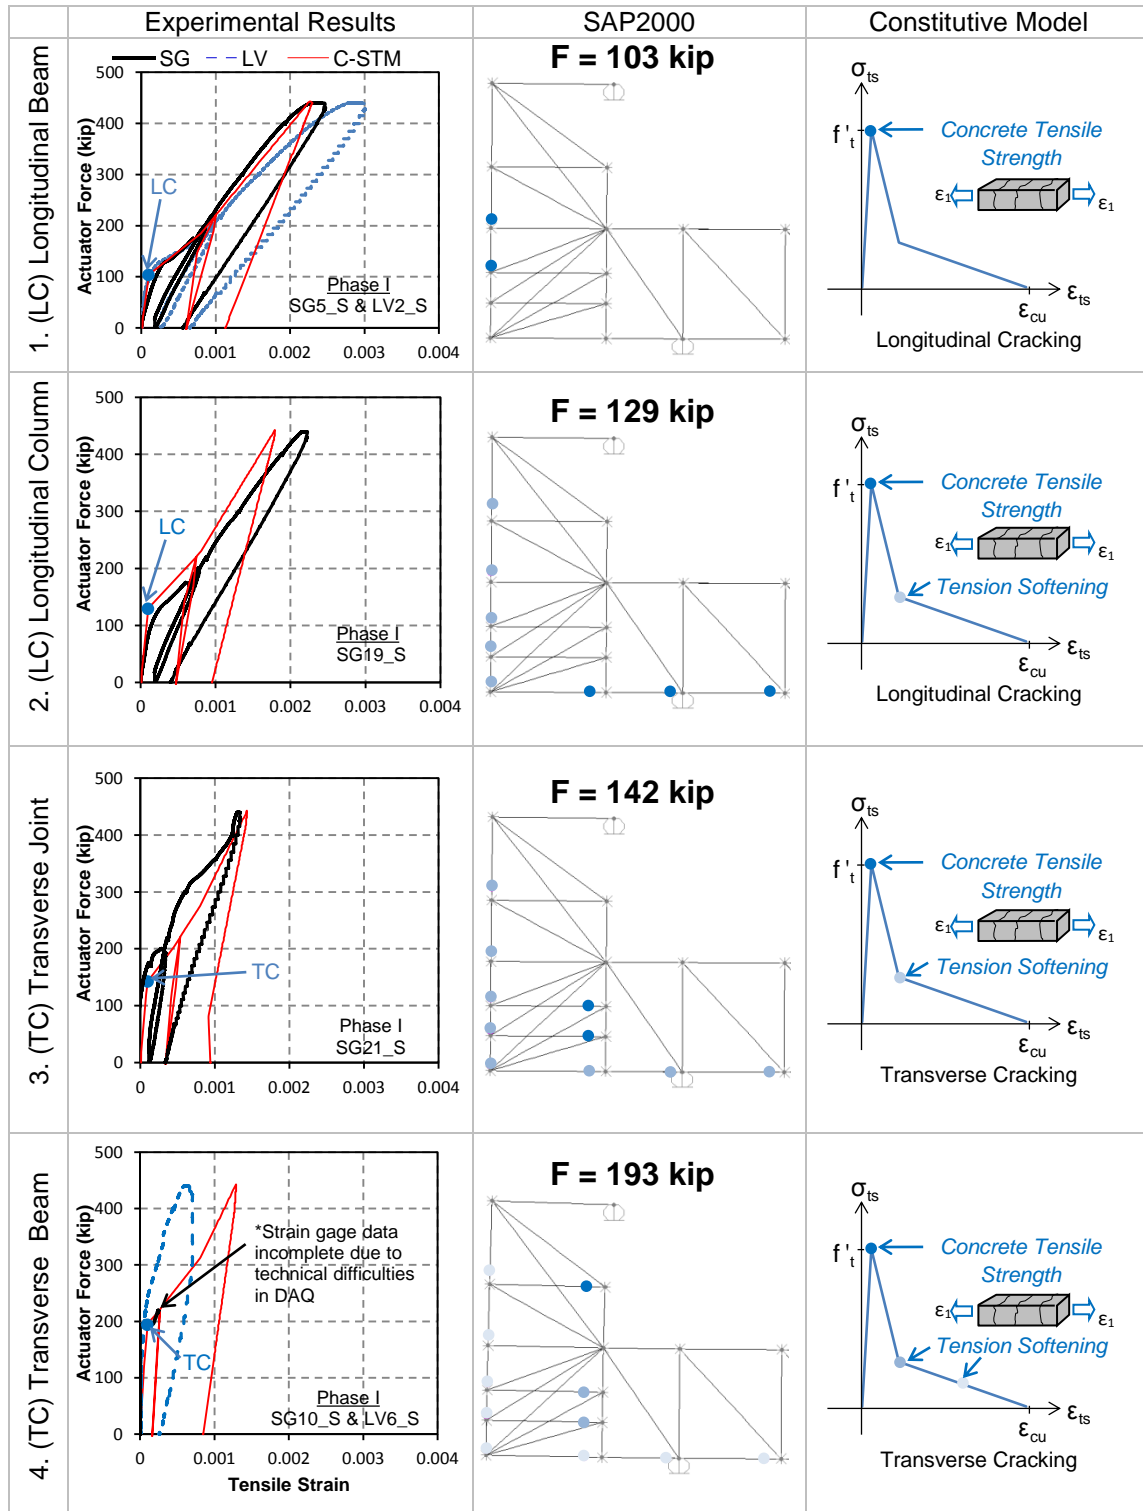 Experimental Results
SAP2000
Constitutive Model
1. (LC) Longitudinal Beam
SG
LV
C-STM
Actuator Force (kip)
500
400
300
200
100
0
0
0.001
0.002
0.003
0.004
LC
Phase I
SG5_S & LV2_S
F = 103 kip
σts
f't
Concrete Tensile
Strength
ε1
ε1
εcu
εts
Longitudinal Cracking
2. (LC) Longitudinal Column
Actuator Force (kip)
500
400
300
200
100
0
0
0.001
0.002
0.003
0.004
LC
Phase I
SG19_S
F = 129 kip
σts
f't
Concrete Tensile
Strength
ε1
ε1
Tension Softening
εcu
εts
Longitudinal Cracking
3. (TC) Transverse Joint
Actuator Force (kip)
500
400
300
200
100
0
0
0.001
0.002
0.003
0.004
TC
Phase I
SG21_S
F = 142 kip
σts
f't
Concrete Tensile
Strength
ε1
ε1
Tension Softening
εcu
εts
Transverse Cracking
4. (TC) Transverse Beam
Actuator Force (kip)
500
400
300
200
100
0
0
0.001
0.002
0.003
0.004
Tensile Strain
*Strain gage data
incomplete due to
technical difficulties
in DAQ
TC
Phase I
SG10_S & LV6_S
F = 193 kip
σts
f't
Concrete Tensile
Strength
ε1
ε1
Tension Softening
εcu
εts
Transverse Cracking